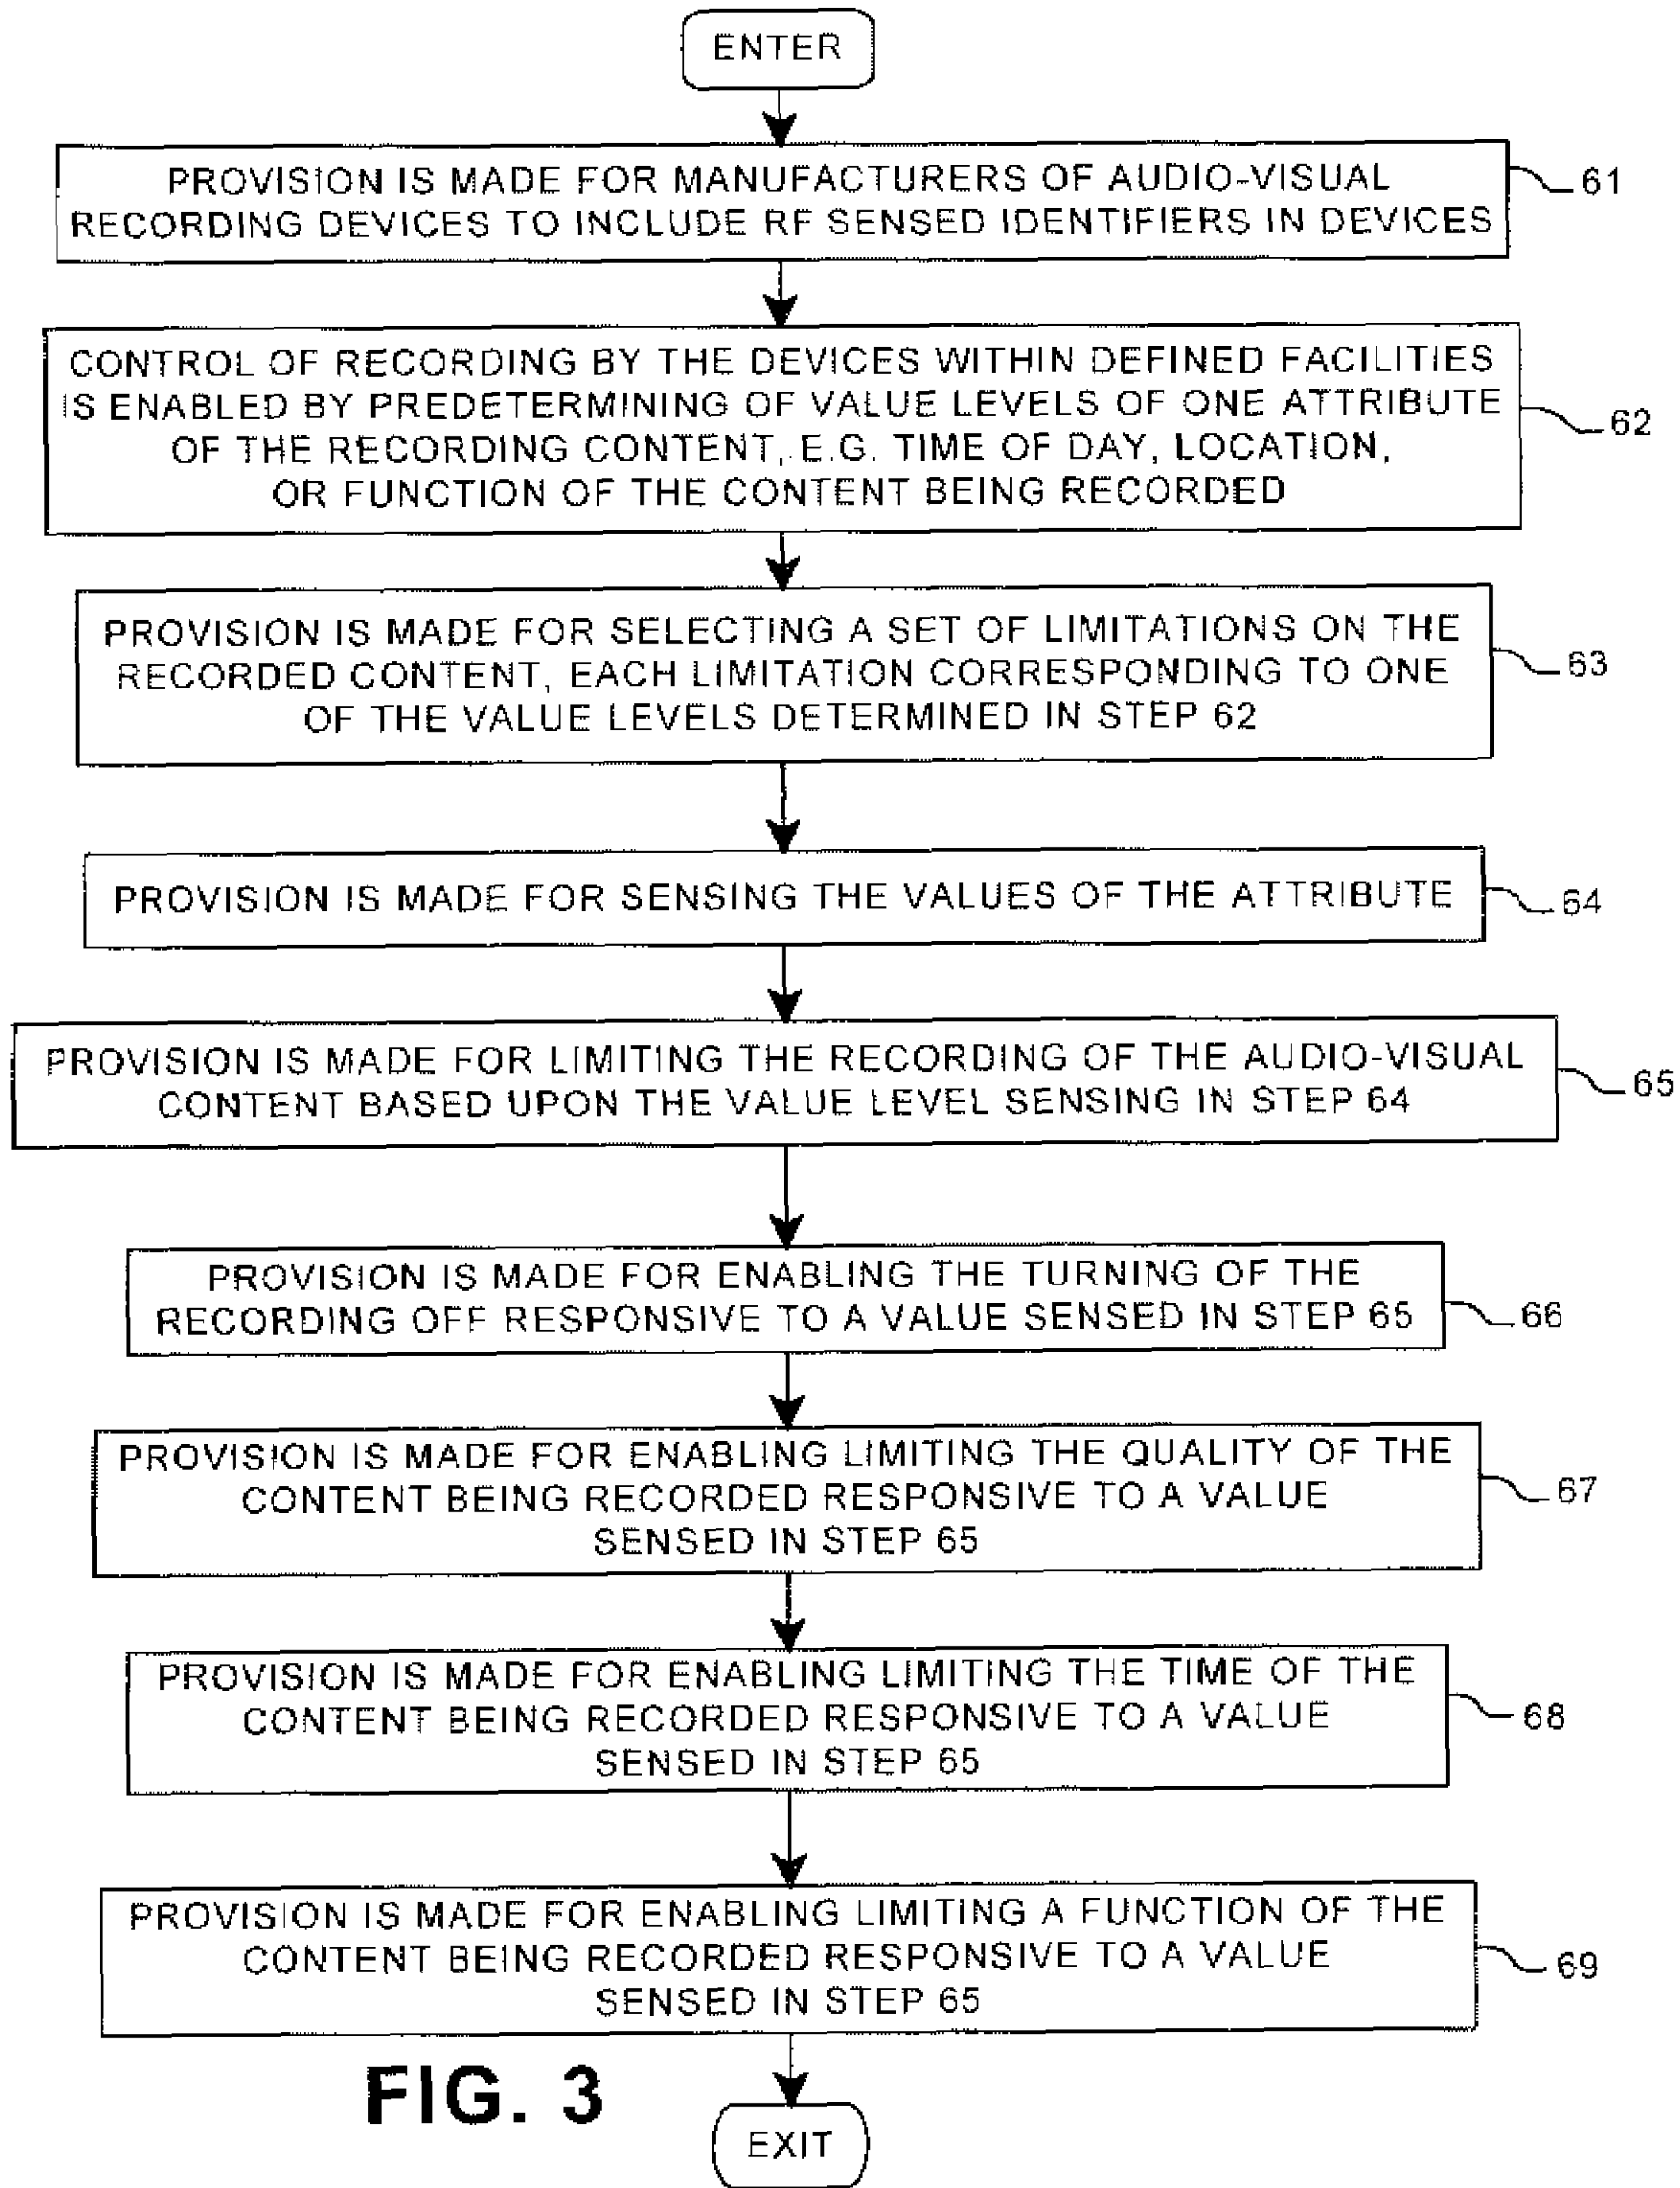 ENTER
PROVISION IS MADE FOR MANUFACTURERS OF AUDIO-VISUAL
RECORDING DEVICES TO INCLUDE RF SENSED IDENTIFIERS IN DEVICES
61
CONTROL OF RECORDING BY THE DEVICES WITHIN DEFINED FACILITIES
IS ENABLED BY PREDETERMINING OF VALUE LEVELS OF ONE ATTRIBUTE
OF THE RECORDING CONTENT, E.G. TIME OF DAY, LOCATION,
OR FUNCTION OF THE CONTENT BEING RECORDED
62
PROVISION IS MADE FOR SELECTING A SET OF LIMITATIONS ON THE
RECORDED CONTENT, EACH LIMITATION CORRESPONDING TO ONE
OF THE VALUE LEVELS DETERMINED IN STEP 62
63
PROVISION IS MADE FOR SENSING THE VALUES OF THE ATTRIBUTE
64
PROVISION IS MADE FOR LIMITING THE RECORDING OF THE AUDIO-VISUAL
CONTENT BASED UPON THE VALUE LEVEL SENSING IN STEP 64
65
PROVISION IS MADE FOR ENABLING THE TURNING OF THE
RECORDING OFF RESPONSIVE TO A VALUE SENSED IN STEP 65
66
PROVISION IS MADE FOR ENABLING LIMITING THE QUALITY OF THE
CONTENT BEING RECORDED RESPONSIVE TO A VALUE
SENSED IN STEP 65
67
PROVISION IS MADE FOR ENABLING LIMITING THE TIME OF THE
CONTENT BEING RECORDED RESPONSIVE TO A VALUE
SENSED IN STEP 65
68
PROVISION IS MADE FOR ENABLING LIMITING A FUNCTION OF THE
CONTENT BEING RECORDED RESPONSIVE TO A VALUE
SENSED IN STEP 65
69
FIG. 3
EXIT